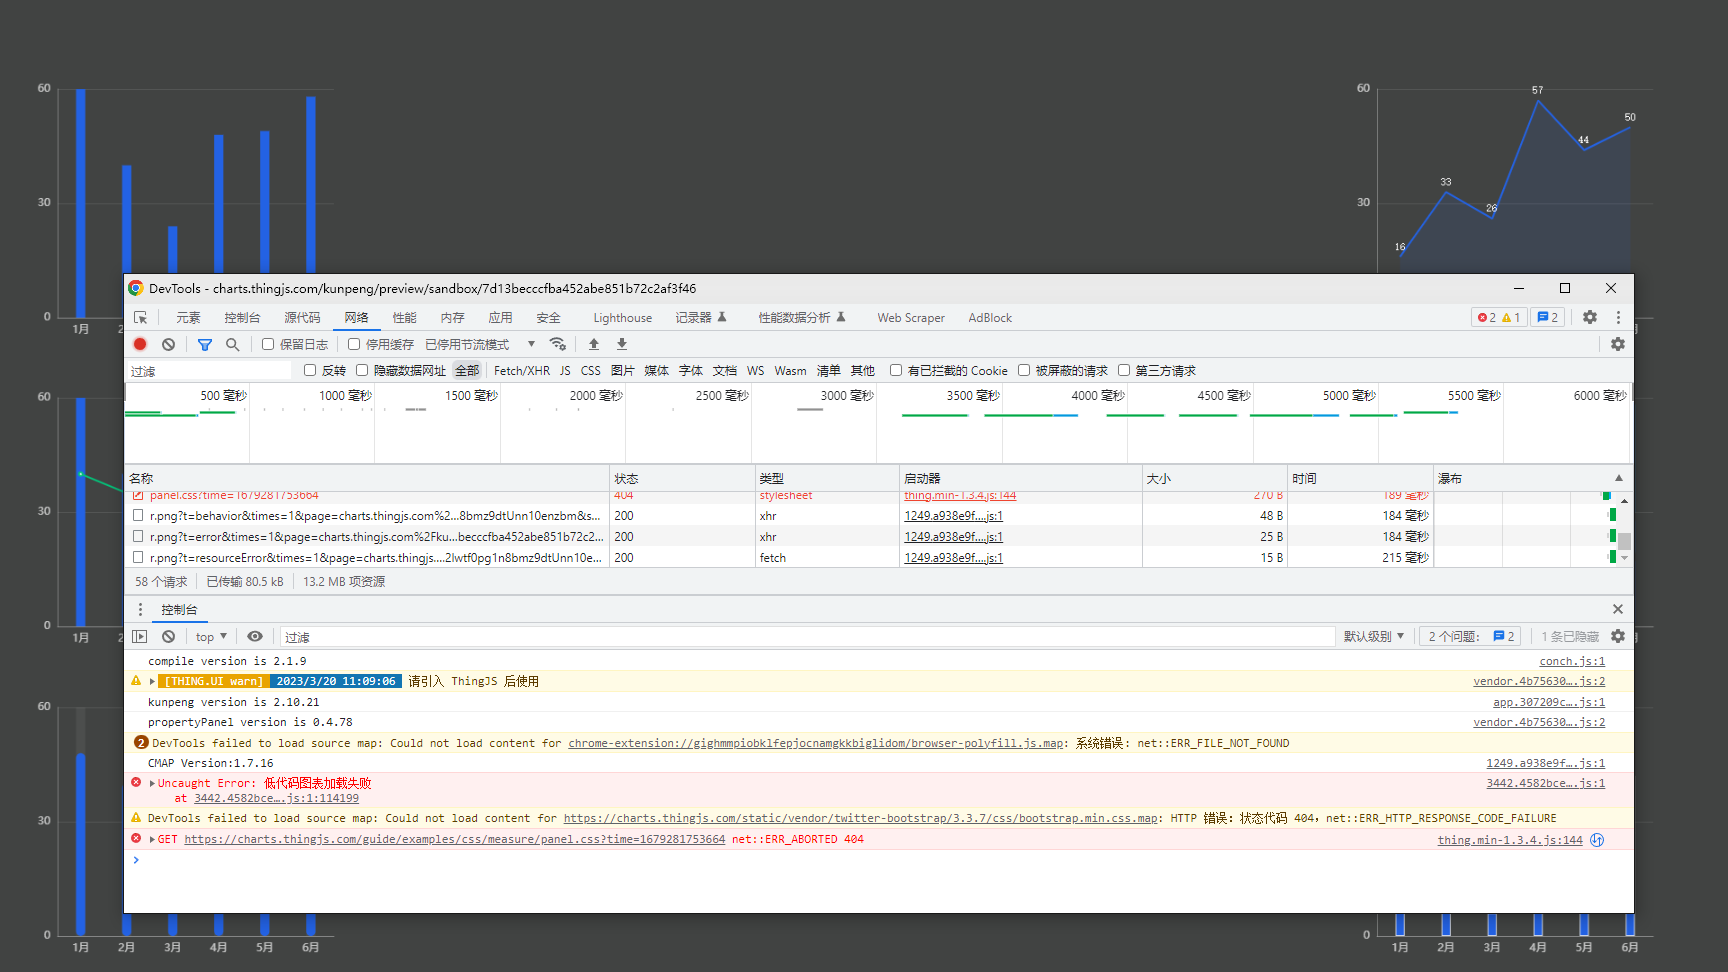 60
30
0
1月
2
60
57
50
44
33
26
16
30
月
DevTools - charts.thingjs.com/kunpeng/preview/sandbox/7d13becccfba452abe851b72c2af3f46
元素 控制台 源代码 网络 性能 内存 应用 安全 Lighthouse 记录器 性能数据分析 Web Scraper AdBlock 2 1 2
保留日志 停用缓存 已停用节流模式
过滤 反转 隐藏数据网址 全部 Fetch/XHR JS CSS 图片 媒体 字体 文档 WS Wasm 清单 其他 有已拦截的 Cookie 被屏蔽的请求 第三方请求
500 毫秒 1000 毫秒 1500 毫秒 2000 毫秒 2500 毫秒 3000 毫秒 3500 毫秒 4000 毫秒 4500 毫秒 5000 毫秒 5500 毫秒 6000 毫秒
名称 状态 类型 启动器 大小 时间 瀑布
panel.css?time=1679281753664 404 stylesheet thing.min-1.3.4.js:144 270 B 189 毫秒
r.png?t=behavior&times=1&page=charts.thingjs.com%2...8bmz9dtUnn10enzbm&s... 200 xhr 1249.a938e9f....js:1 48 B 184 毫秒
r.png?t=error&times=1&page=charts.thingjs.com%2Fku...becccfba452abe851b72c2... 200 xhr 1249.a938e9f....js:1 25 B 184 毫秒
r.png?t=resourceError&times=1&page=charts.thingjs....2lwtf0pg1n8bmz9dtUnn10e... 200 fetch 1249.a938e9f....js:1 15 B 215 毫秒
58 个请求 已传输 80.5 kB 13.2 MB 项资源
控制台
top 过滤 默认级别 2 个问题: 2 1 条已隐藏
compile version is 2.1.9 conch.js:1
[THING.UI warn] 2023/3/20 11:09:06 请引入 ThingJS 后使用 vendor.4b75630….js:2
kunpeng version is 2.10.21 app.307209c….js:1
propertyPanel version is 0.4.78 vendor.4b75630….js:2
2 DevTools failed to load source map: Could not load content for chrome-extension://gighmmpiobklfepjocnamgkkbiglidom/browser-polyfill.js.map: 系统错误: net::ERR_FILE_NOT_FOUND
CMAP Version:1.7.16 1249.a938e9f….js:1
Uncaught Error: 低代码图表加载失败 3442.4582bce….js:1
at 3442.4582bce….js:1:114199
DevTools failed to load source map: Could not load content for https://charts.thingjs.com/static/vendor/twitter-bootstrap/3.3.7/css/bootstrap.min.css.map: HTTP 错误: 状态代码 404, net::ERR_HTTP_RESPONSE_CODE_FAILURE
GET https://charts.thingjs.com/guide/examples/css/measure/panel.css?time=1679281753664 net::ERR_ABORTED 404 thing.min-1.3.4.js:144
60
30
0
1月
2
月
60
30
0
1月 2月 3月 4月 5月 6月
0
1月 2月 3月 4月 5月 6月